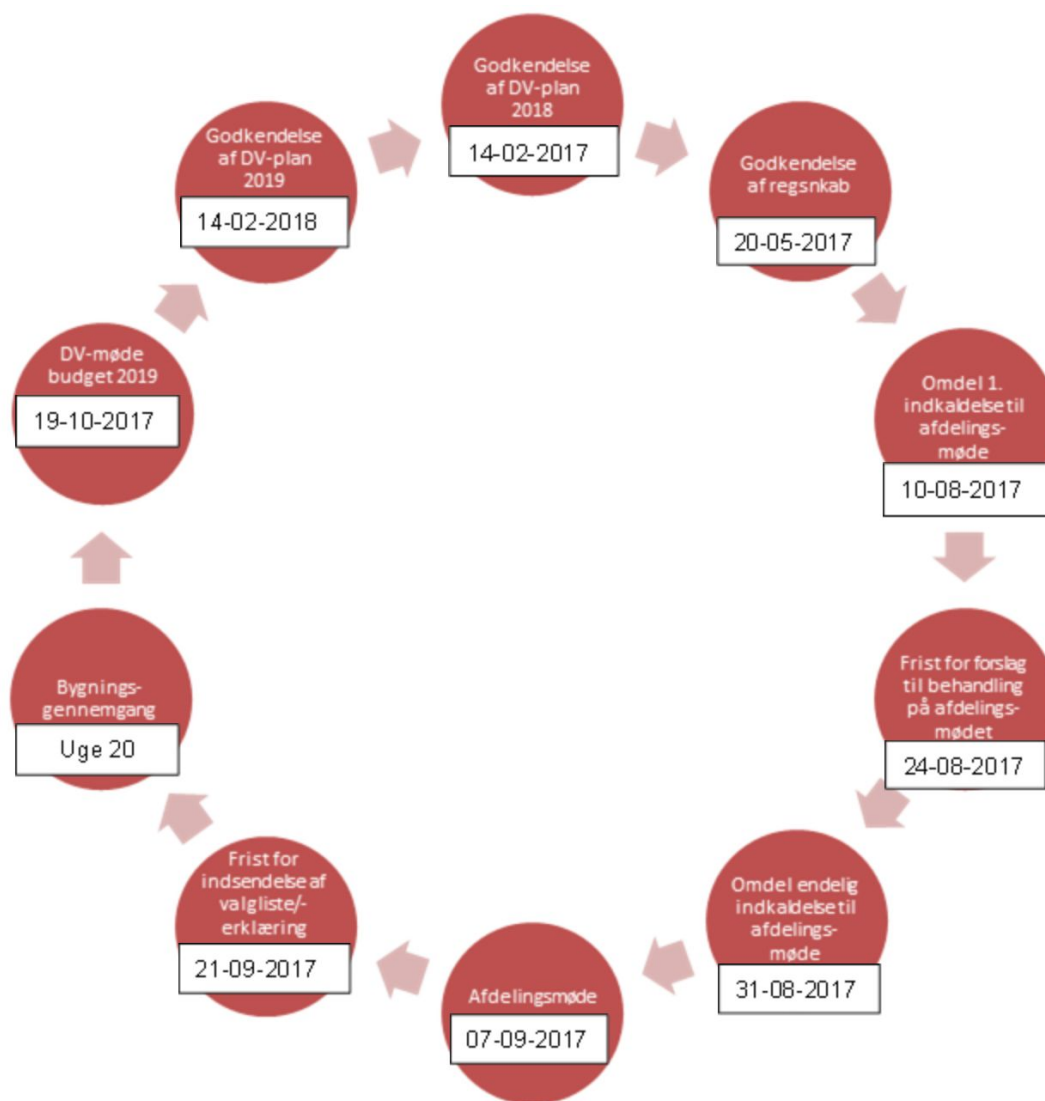 Godkendelse
af DV-plan
2018
14-02-2017
Godkendelse
af regsnkab
20-05-2017
Omdel 1.
indkaldelse til
afdelings-
møde
10-08-2017
Frist for forslag
til behandling
på afdelings-
mødet
24-08-2017
Omdel endelig
indkaldelse til
afdelings-
møde
31-08-2017
Afdelingsmøde
07-09-2017
Frist for
indsendelse af
valgliste/-
erklæring
21-09-2017
Bygnings-
gennemgang
Uge 20
DV-møde
budget 2019
19-10-2017
Godkendelse
af DV-plan
2019
14-02-2018